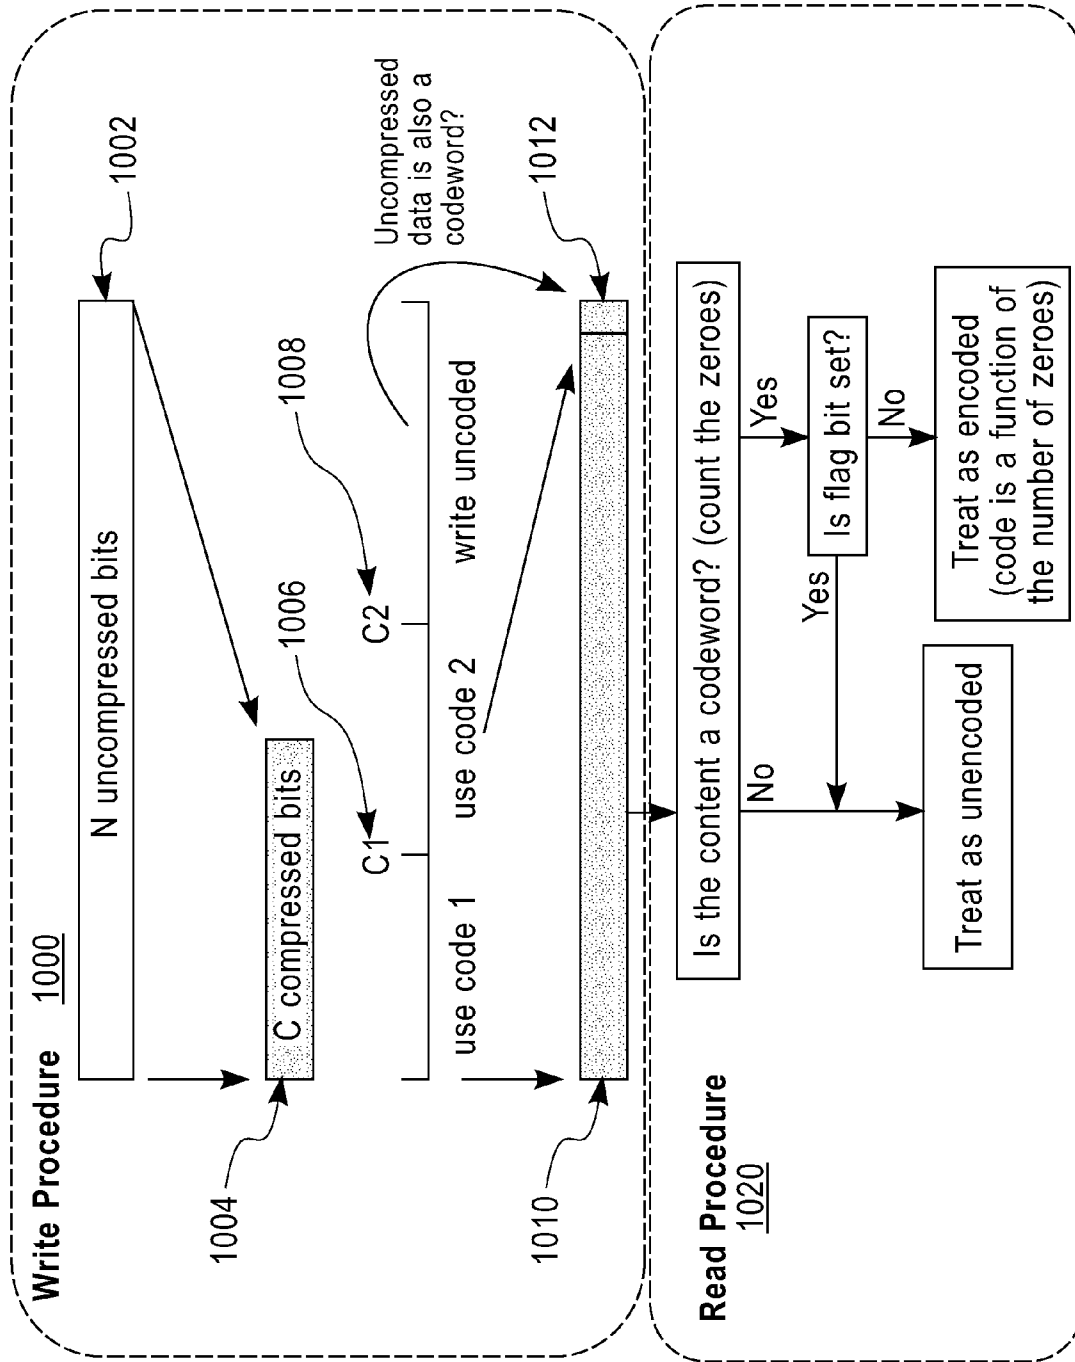 Write Procedure 1000
N uncompressed bits
1002
C compressed bits
1004
C1
1006
C2
1008
use code 1
use code 2
write uncoded
Uncompressed
data is also a
codeword?
1010
1012
Read Procedure
1020
Is the content a codeword? (count the zeroes)
No
Yes
Is flag bit set?
Yes
No
Treat as unencoded
Treat as encoded
(code is a function of
the number of zeroes)